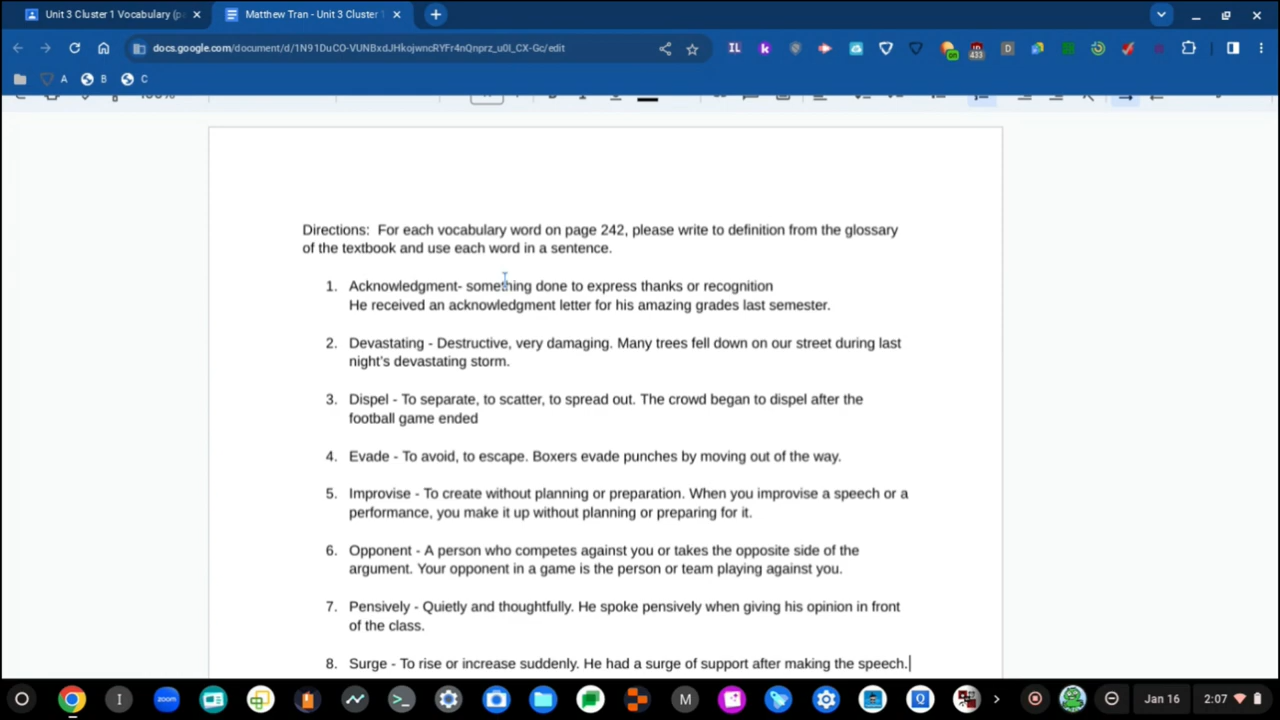 Unit 3 Cluster 1 Vocabulary (pa
Matthew Tran - Unit 3 Cluster 1
docs.google.com/document/d/
A B C
Directions:  For each vocabulary word on page 242, please write to definition from the glossary
of the textbook and use each word in a sentence.
1. Acknowledgment- something done to express thanks or recognition
He received an acknowledgment letter for his amazing grades last semester.
2. Devastating - Destructive, very damaging. Many trees fell down on our street during last
night's devastating storm.
3. Dispel - To separate, to scatter, to spread out. The crowd began to dispel after the
football game ended
4. Evade - To avoid, to escape. Boxers evade punches by moving out of the way.
5. Improvise - To create without planning or preparation. When you improvise a speech or a
performance, you make it up without planning or preparing for it.
6. Opponent - A person who competes against you or takes the opposite side of the
argument. Your opponent in a game is the person or team playing against you.
7. Pensively - Quietly and thoughtfully. He spoke pensively when giving his opinion in front
of the class.
8. Surge - To rise or increase suddenly. He had a surge of support after making the speech.
zoom M Q Jan 16 2:07